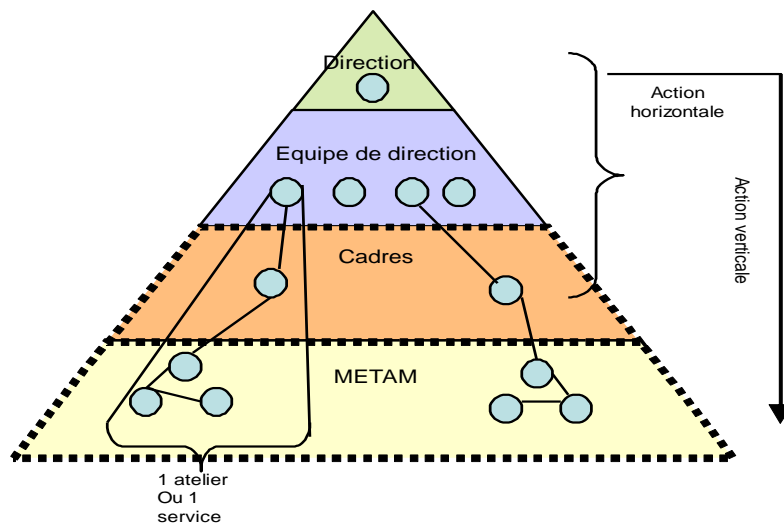 Direction
Equipe de direction
Cadres
METAM
1 atelier
Ou 1
service
Action
horizontale
Action verticale